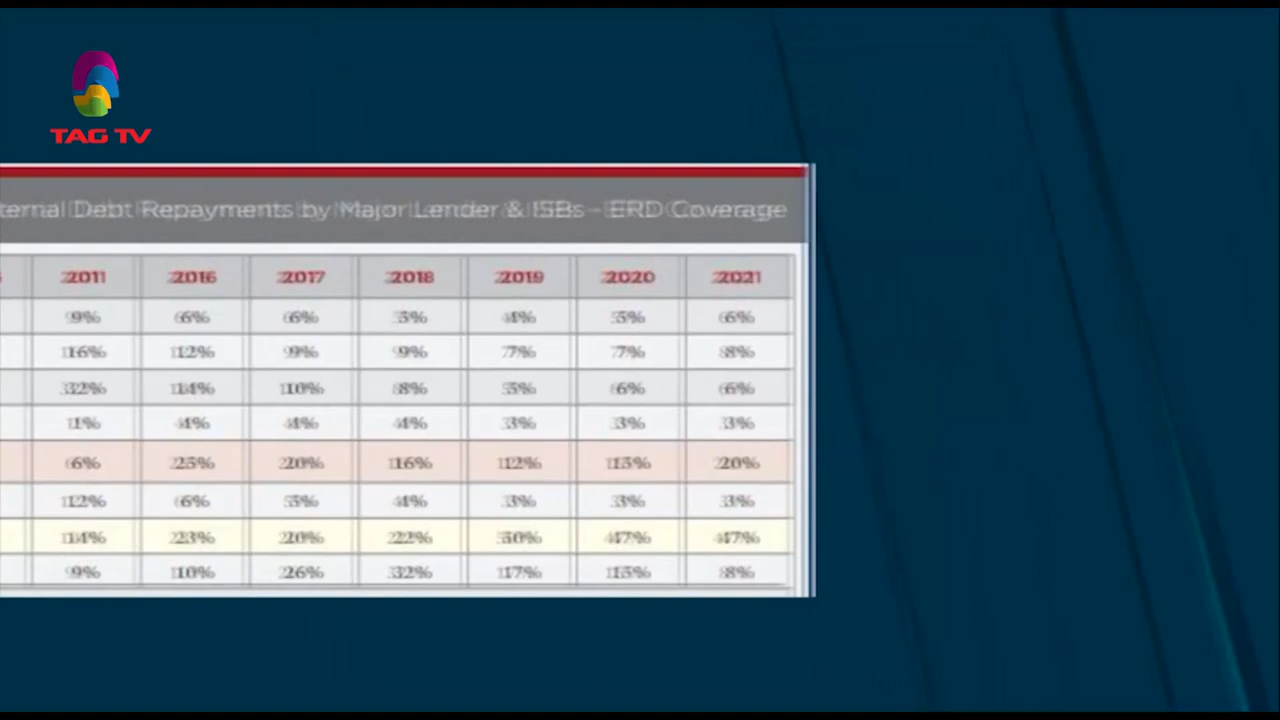 TAG TV
ternal Debt Repayments by Major Lender & ISBs – ERD Coverage
2011 2016 2017 2018 2019 2020 2021
9% 6% 6% 5% 4% 5% 6%
16% 12% 9% 9% 7% 7% 8%
32% 14% 10% 8% 5% 6% 6%
1% 4% 4% 4% 3% 3% 3%
6% 25% 20% 16% 12% 15% 20%
12% 6% 5% 4% 3% 3% 3%
14% 23% 20% 22% 50% 47% 47%
9% 10% 26% 32% 17% 15% 8%